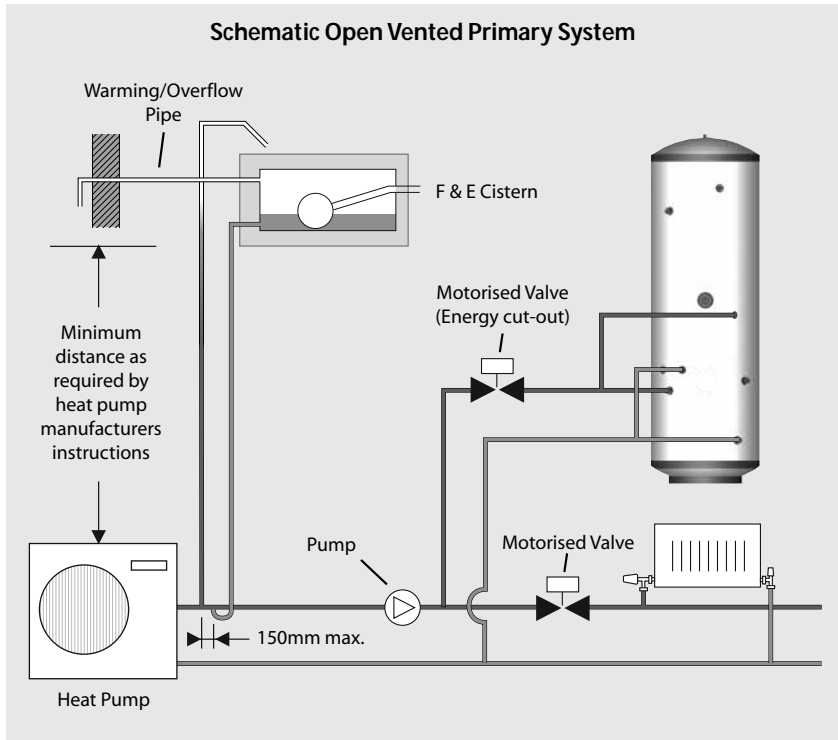 Schematic Open Vented Primary System
Warming/Overflow
Pipe
F & E Cistern
Motorised Valve
(Energy cut-out)
Minimum
distance as
required by
heat pump
manufacturers
instructions
Pump
Motorised Valve
150mm max.
Heat Pump